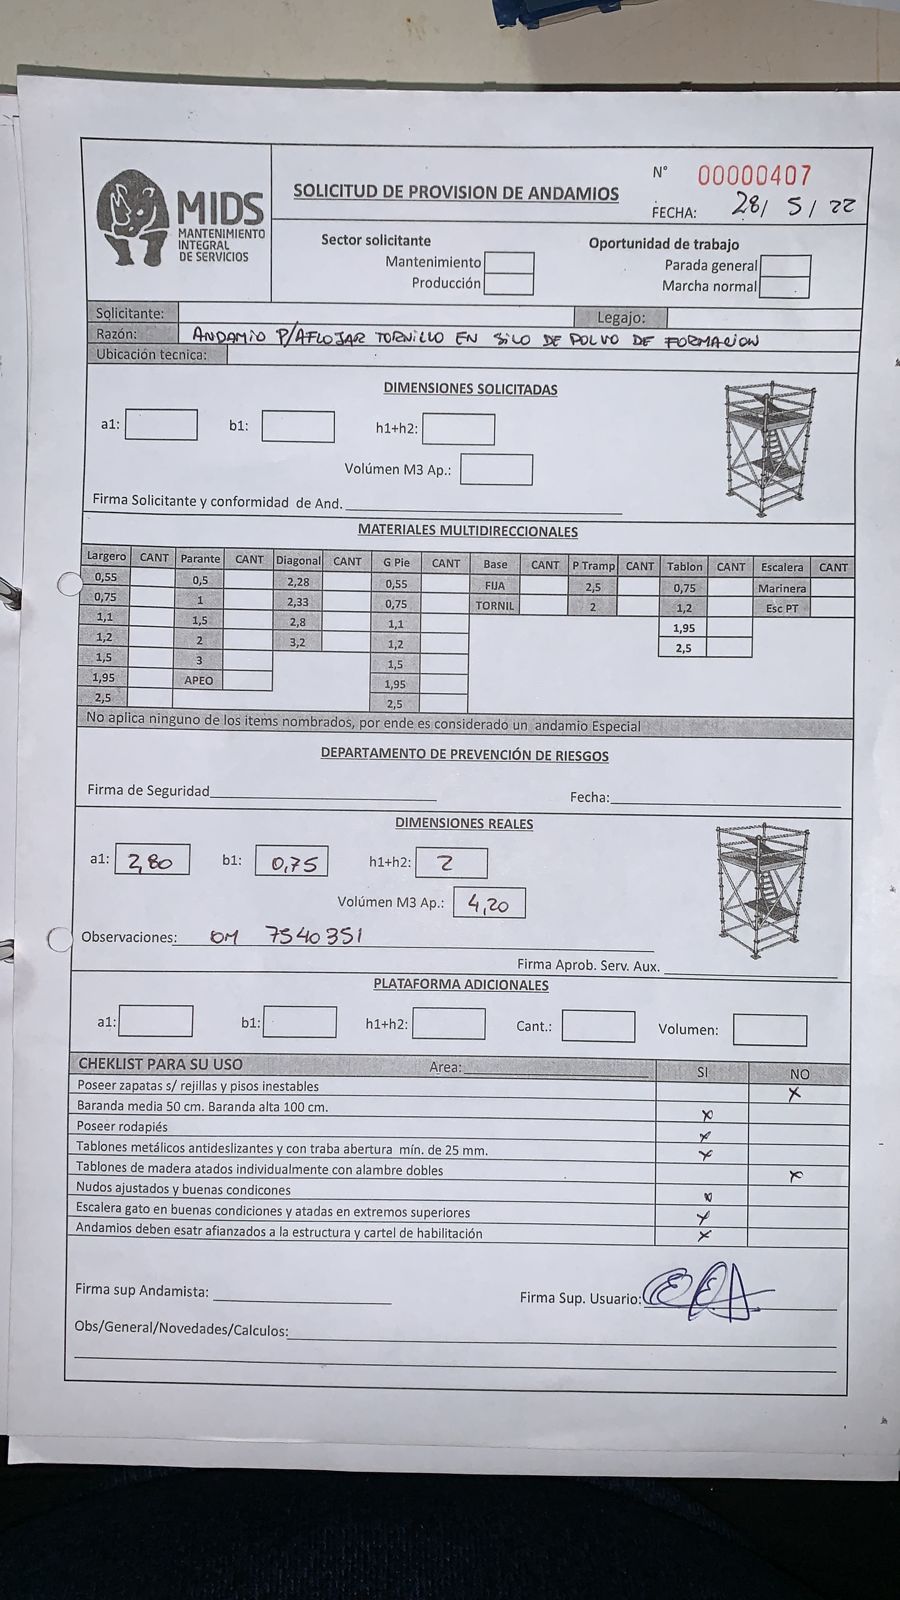 MIDS
MANTENIMIENTO
INTEGRAL
DE SERVICIOS
SOLICITUD DE PROVISION DE ANDAMIOS
N° 00000407
FECHA: 28/ 5 / 22
Sector solicitante
Mantenimiento
Producción
Oportunidad de trabajo
Parada general
Marcha normal
Solicitante: Legajo:
Razón: ANDAMIO P/AFLOJAR TORNILLO EN SILO DE POLVO DE FORMACION
Ubicación tecnica:
DIMENSIONES SOLICITADAS
a1: b1: h1+h2:
Volúmen M3 Ap.:
Firma Solicitante y conformidad de And.
MATERIALES MULTIDIRECCIONALES
Largero CANT Parante CANT Diagonal CANT G Pie CANT Base CANT P Tramp CANT Tablon CANT Escalera CANT
0,55 0,5 2,28 0,55 FIJA 2,5 0,75 Marinera
0,75 1 2,33 0,75 TORNIL 2 1,2 Esc PT
1,1 1,5 2,8 1,1 1,95
1,2 2 3,2 1,2 2,5
1,5 3 1,5
1,95 APEO 1,95
2,5 2,5
No aplica ninguno de los items nombrados, por ende es considerado un andamio Especial
DEPARTAMENTO DE PREVENCIÓN DE RIESGOS
Firma de Seguridad Fecha:
DIMENSIONES REALES
a1: 2,80 b1: 0,75 h1+h2: 2
Volúmen M3 Ap.: 4,20
Observaciones: OM 7540351
Firma Aprob. Serv. Aux.
PLATAFORMA ADICIONALES
a1: b1: h1+h2: Cant.: Volumen:
CHEKLIST PARA SU USO Area: SI NO
Poseer zapatas s/ rejillas y pisos inestables x
Baranda media 50 cm. Baranda alta 100 cm. x
Poseer rodapiés x
Tablones metálicos antideslizantes y con traba abertura mín. de 25 mm. x
Tablones de madera atados individualmente con alambre dobles x
Nudos ajustados y buenas condicones x
Escalera gato en buenas condiciones y atadas en extremos superiores x
Andamios deben esatr afianzados a la estructura y cartel de habilitación x
Firma sup Andamista: Firma Sup. Usuario:
Obs/General/Novedades/Calculos: